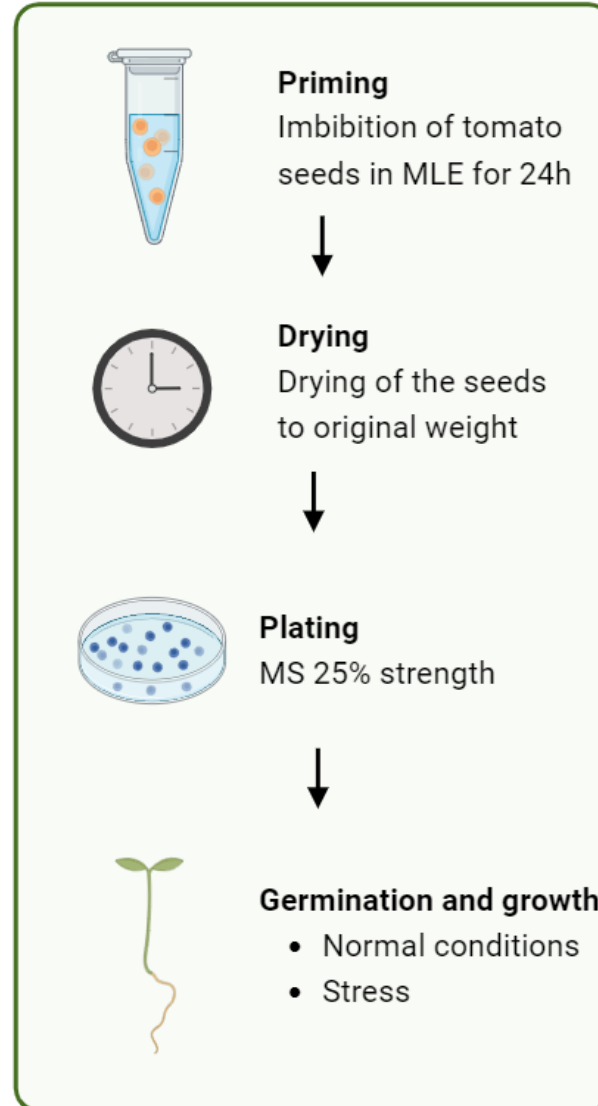 Priming
Imbibition of tomato
seeds in MLE for 24h
Drying
Drying of the seeds
to original weight
Plating
MS 25% strength
Germination and growth
• Normal conditions
• Stress